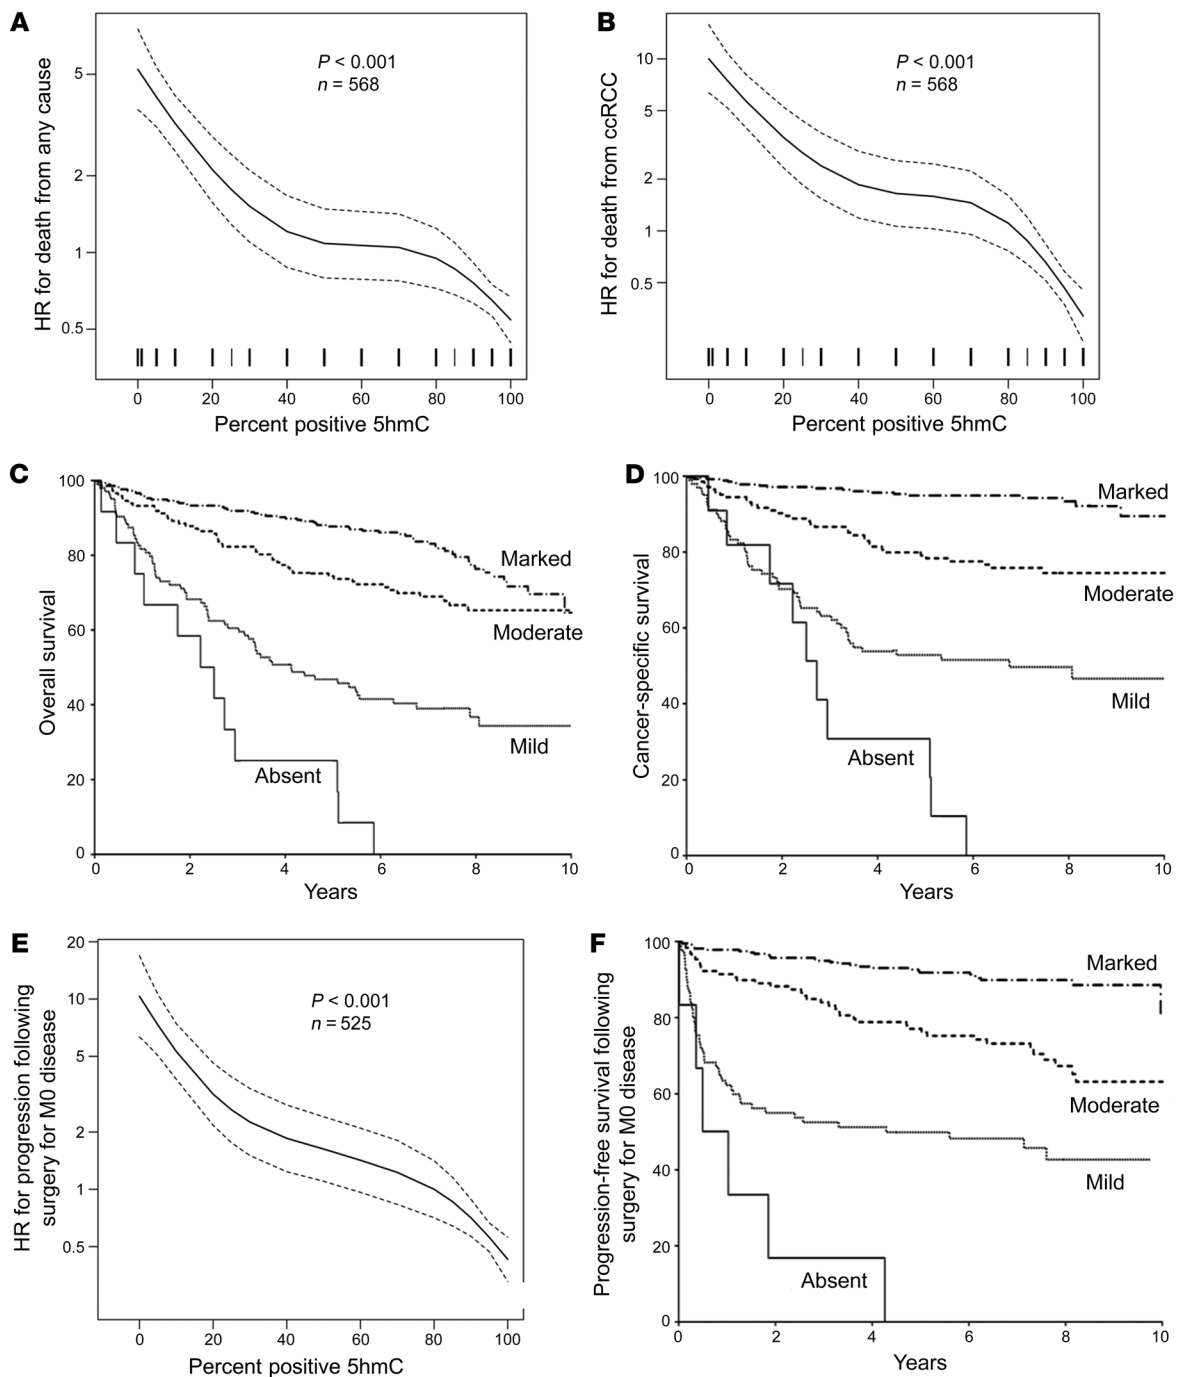 A
HR for death from any cause
P < 0.001
n = 568
5
2
1
0.5
0 20 40 60 80 100
Percent positive 5hmC
B
HR for death from ccRCC
P < 0.001
n = 568
10
5
2
1
0.5
0 20 40 60 80 100
Percent positive 5hmC
C
Overall survival
100
80
60
40
20
0
Marked
Moderate
Mild
Absent
0 2 4 6 8 10
Years
D
Cancer-specific survival
100
80
60
40
20
0
Marked
Moderate
Mild
Absent
0 2 4 6 8 10
Years
E
HR for progression following
surgery for M0 disease
P < 0.001
n = 525
20
10
5
2
1
0.5
0 20 40 60 80 100
Percent positive 5hmC
F
Progression-free survival following
surgery for M0 disease
100
80
60
40
20
0
Marked
Moderate
Mild
Absent
0 2 4 6 8 10
Years